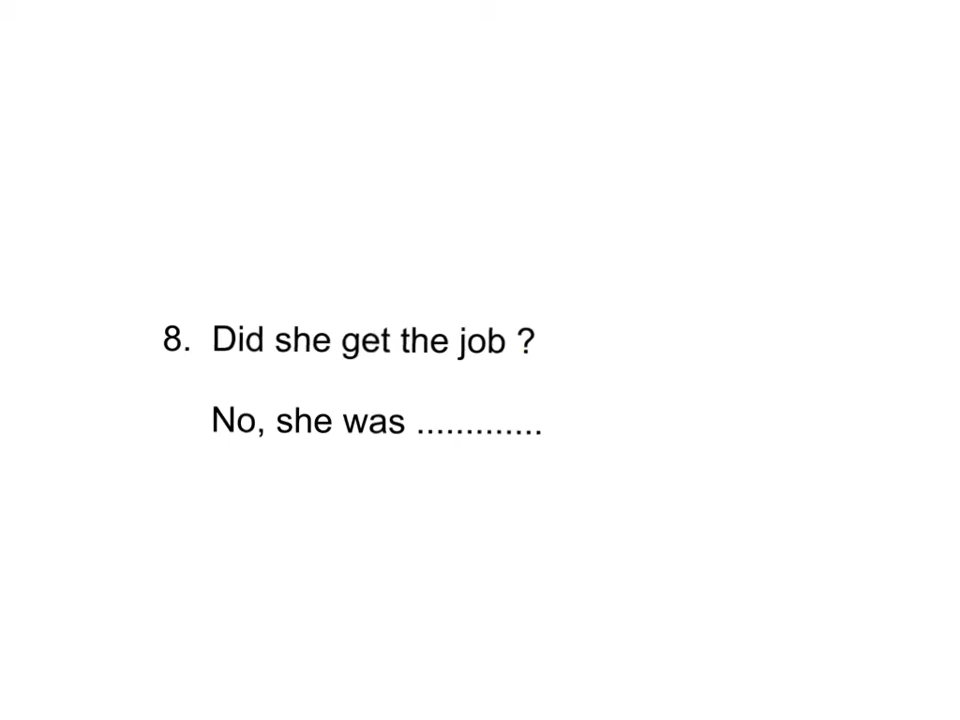 8. Did she get the job ?
No, she was .............